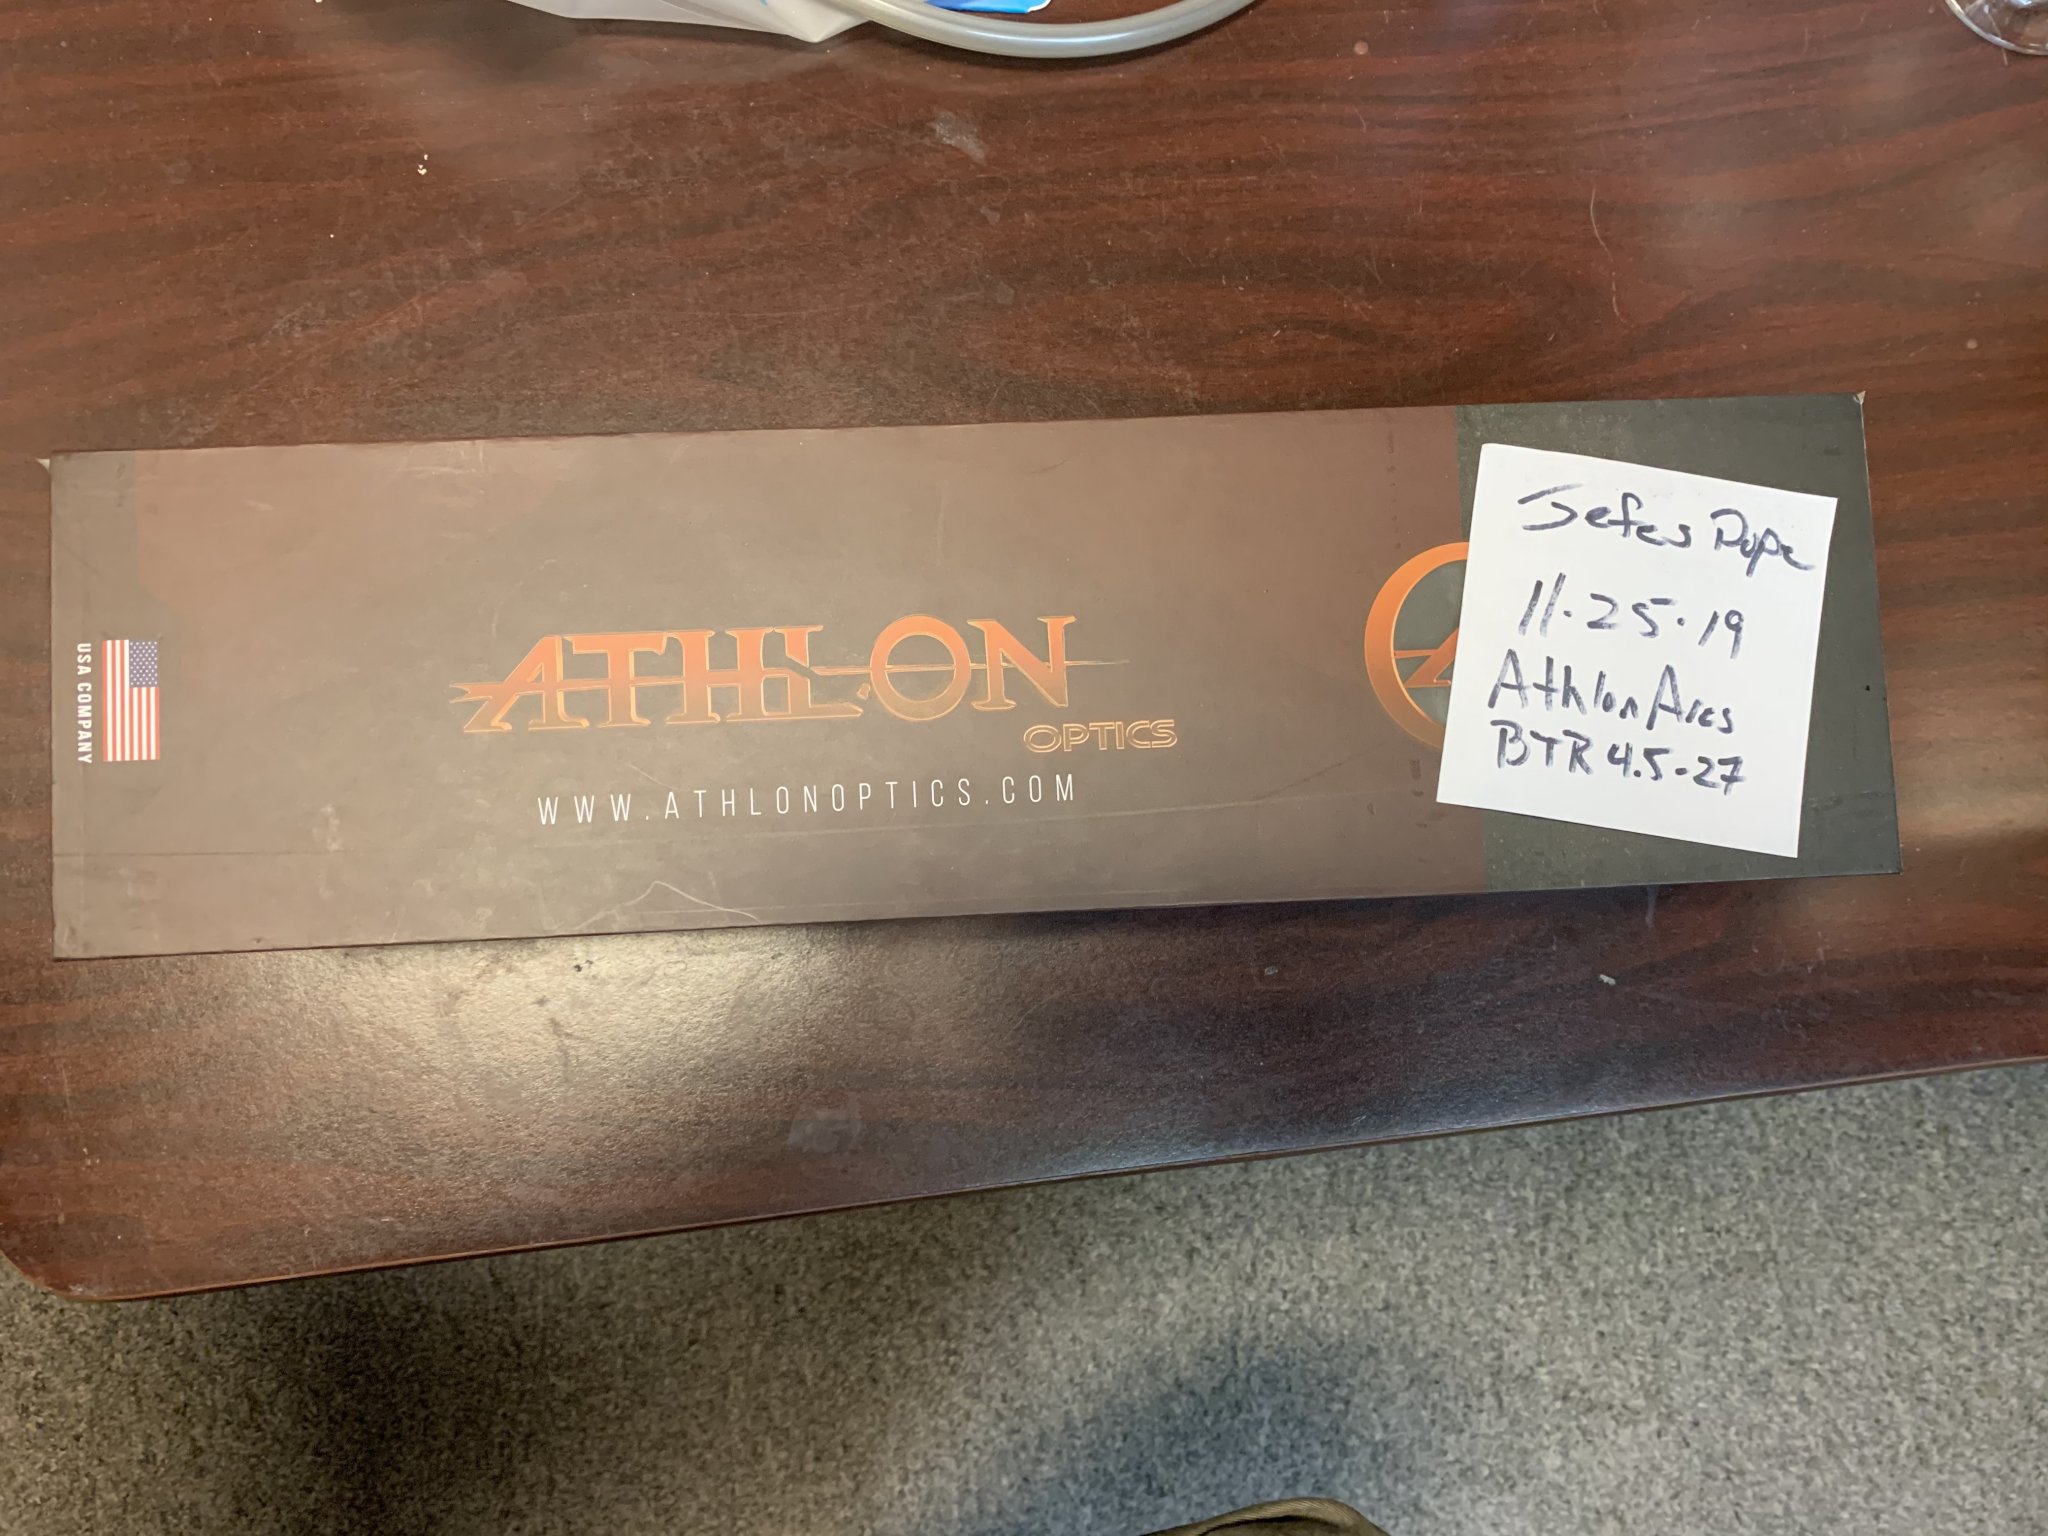 USA COMPANY
ATHLON
OPTICS
WWW.ATHLONOPTICS.COM
Jefes Dope
11-25-19
Athlon Ares
BTR 4.5-27